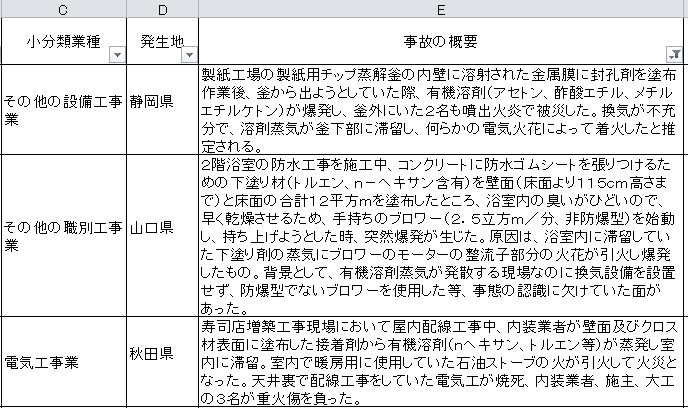 C
D
E
小分類業種
発生地
事故の概要
その他の設備工事
業
静岡県
製紙工場の製紙用チップ蒸解釜の内壁に溶射された金属膜に封孔剤を塗布
作業後、釜から出ようとしていた際、有機溶剤(アセトン、酢酸エチル、メチル
エチルケトン)が爆発し、釜外にいた2名も噴出火炎で被災した。換気が不充
分で、溶剤蒸気が釜下部に滞留し、何らかの電気火花によって着火したと推
定される。
その他の職別工事
業
山口県
2階浴室の防水工事を施工中、コンクリートに防水ゴムシートを張りつけるた
めの下塗り材(トルエン、n-ヘキサン含有)を壁面(床面より115cm高さま
で)と床面の合計12平方mを塗布したところ、浴室内の臭いがひどいので、
早く乾燥させるため、手持ちのブロワー(2.5立方m/分、非防爆型)を始動
し、持ち上げようとした時、突然爆発が生じた。原因は、浴室内に滞留してい
た下塗り剤の蒸気にブロワーのモーターの整流子部分の火花が引火し爆発
したもの。背景として、有機溶剤蒸気が発散する現場なのに換気設備を設置
せず、防爆型でないブロワーを使用した等、事態の認識に欠けていた面が
あった。
電気工事業
秋田県
寿司店増築工事現場において屋内配線工事中、内装業者が壁面及びクロス
材表面に塗布した接着剤から有機溶剤(nヘキサン、トルエン等)が蒸発し室
内に滞留。室内で暖房用に使用していた石油ストーブの火が引火して火災と
なった。天井裏で配線工事をしていた電気工が焼死、内装業者、施主、大工
の3名が重火傷を負った。